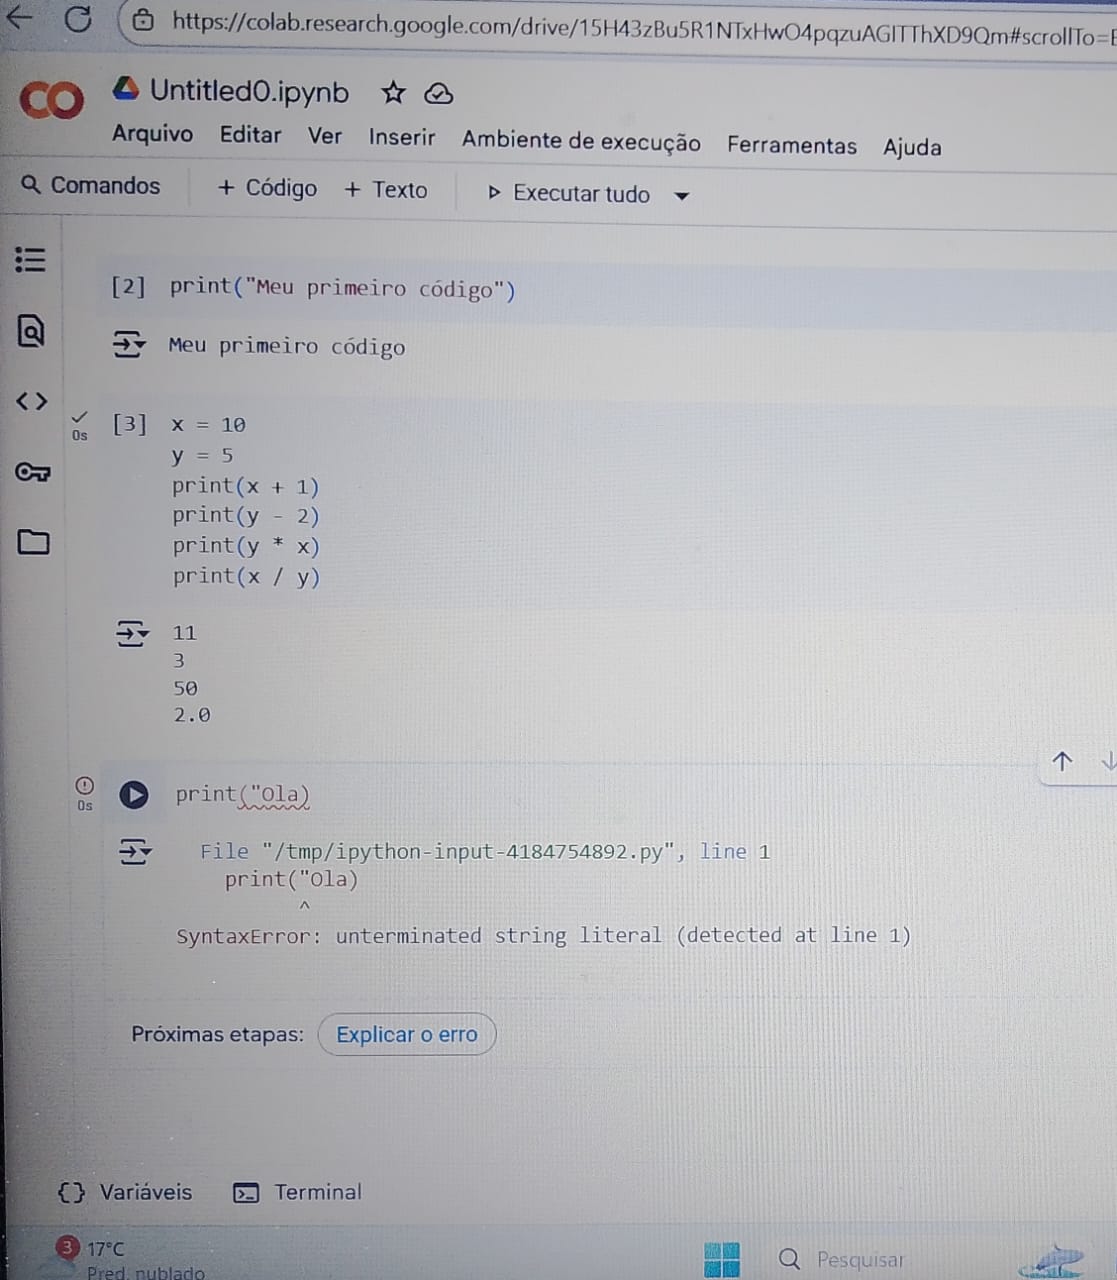 https://colab.research.google.com/drive/15H43zBu5R1NTxHwO4pqzuAGITThXD9Qm#scrollTo=E
CO
Untitled0.ipynb
Arquivo Editar Ver Inserir Ambiente de execução Ferramentas Ajuda
Comandos + Código + Texto Executar tudo
[2] print("Meu primeiro código")
Meu primeiro código
0s [3] x = 10
y = 5
print(x + 1)
print(y - 2)
print(y * x)
print(x / y)
11
3
50
2.0
0s print("Ola)
File "/tmp/ipython-input-4184754892.py", line 1
print("Ola)
^
SyntaxError: unterminated string literal (detected at line 1)
Próximas etapas: Explicar o erro
{} Variáveis Terminal
3 17°C
Pred. nublado
Pesquisar